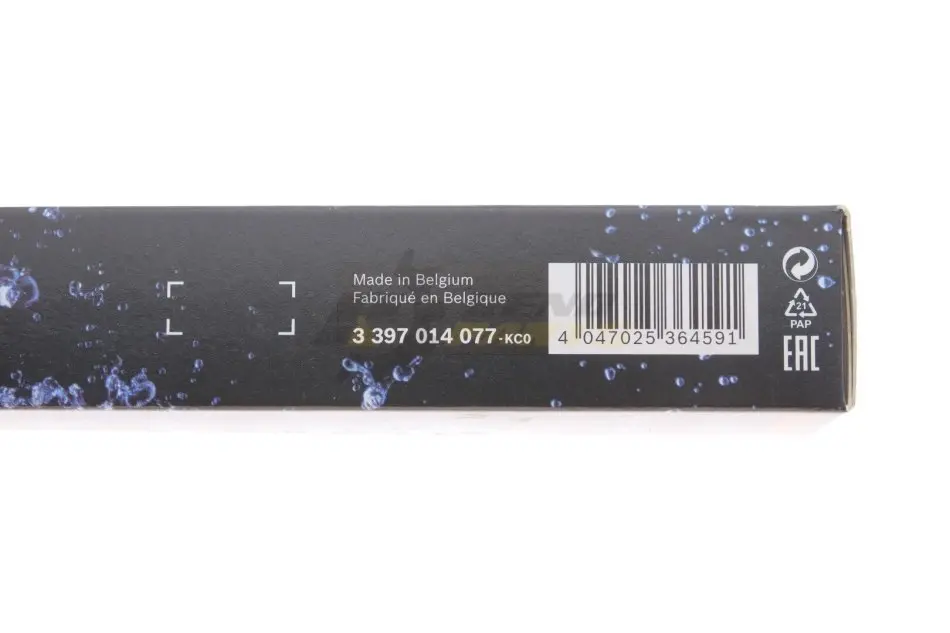 Made in Belgium
Fabriqué en Belgique
3 397 014 077-KC0
4 047025 364591
21
PAP
EAC